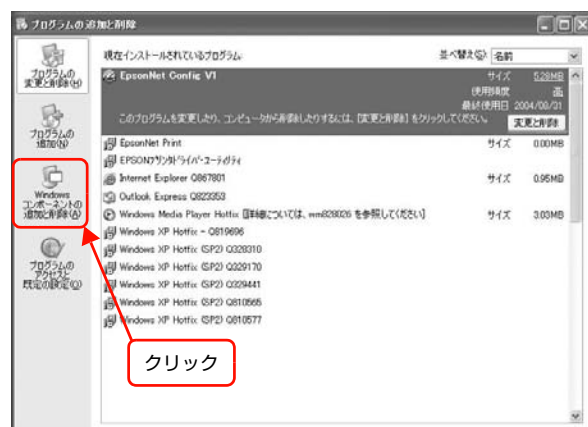 プログラムの追加と削除
現在インストールされているプログラム:
並べ替え(S): 名前
プログラムの
変更と削除(H)
プログラムの
追加(N)
Windows
コンポーネントの
追加と削除(A)
プログラムの
アクセスと
既定の設定(O)
EpsonNet Config V1
サイズ 5.28MB
使用頻度 高
最終使用日 2004/08/31
このプログラムを変更したり、コンピュータから削除したりするには、[変更と削除] をクリックしてください。
変更と削除
EpsonNet Print サイズ 0.00MB
EPSONプリンタドライバ・ユーティリティ
Internet Explorer Q867801 サイズ 0.95MB
Outlook Express Q823353
Windows Media Player Hotfix [詳細については、wm828026 を参照してください] サイズ 3.03MB
Windows XP Hotfix - Q819696
Windows XP Hotfix (SP2) Q328310
Windows XP Hotfix (SP2) Q329170
Windows XP Hotfix (SP2) Q329441
Windows XP Hotfix (SP2) Q810565
Windows XP Hotfix (SP2) Q810577
クリック